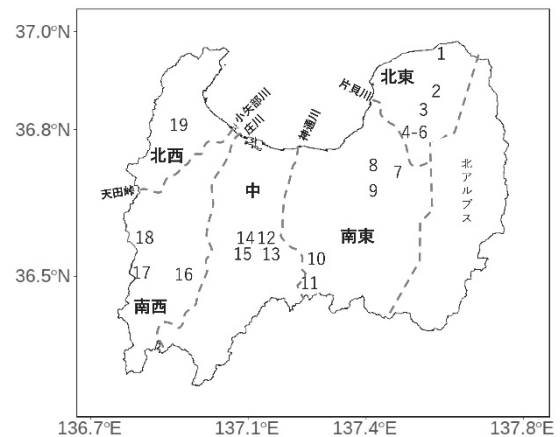 37.0°N
36.8°N
36.5°N
136.7°E
137.1°E
137.4°E
137.8°E
北東
北西
中
南東
南西
小矢部川
庄川
神通川
片貝川
天田峠
北アルプス
1
2
3
4-6
7
8
9
10
11
12
13
14
15
16
17
18
19